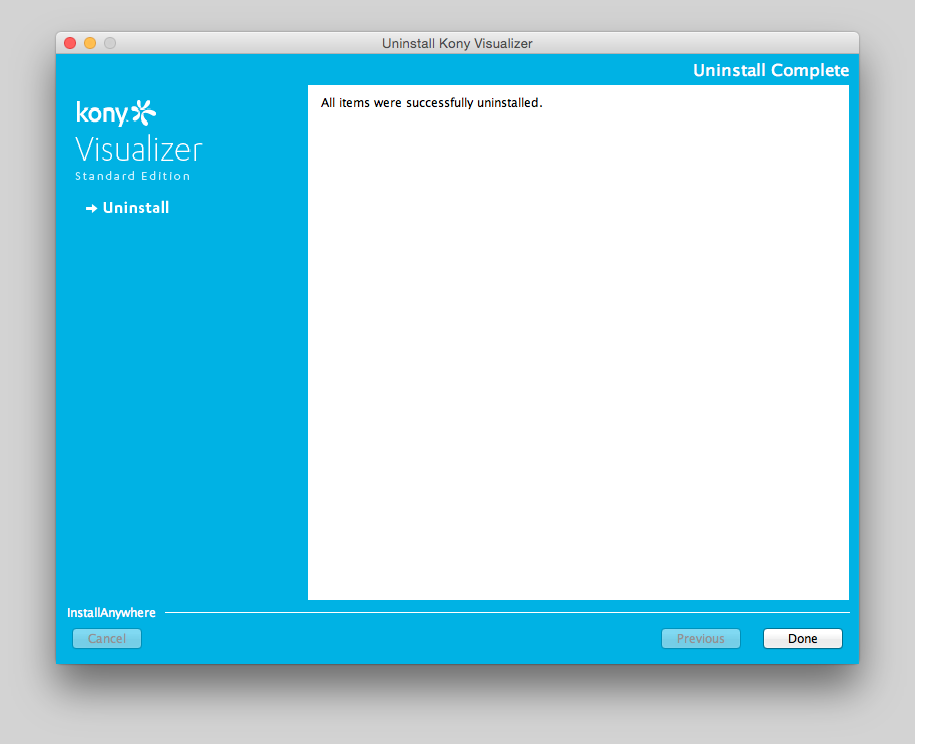 Uninstall Kony Visualizer
Uninstall Complete
kony
Visualizer
Standard Edition
Uninstall
All items were successfully uninstalled.
InstallAnywhere
Cancel
Previous
Done